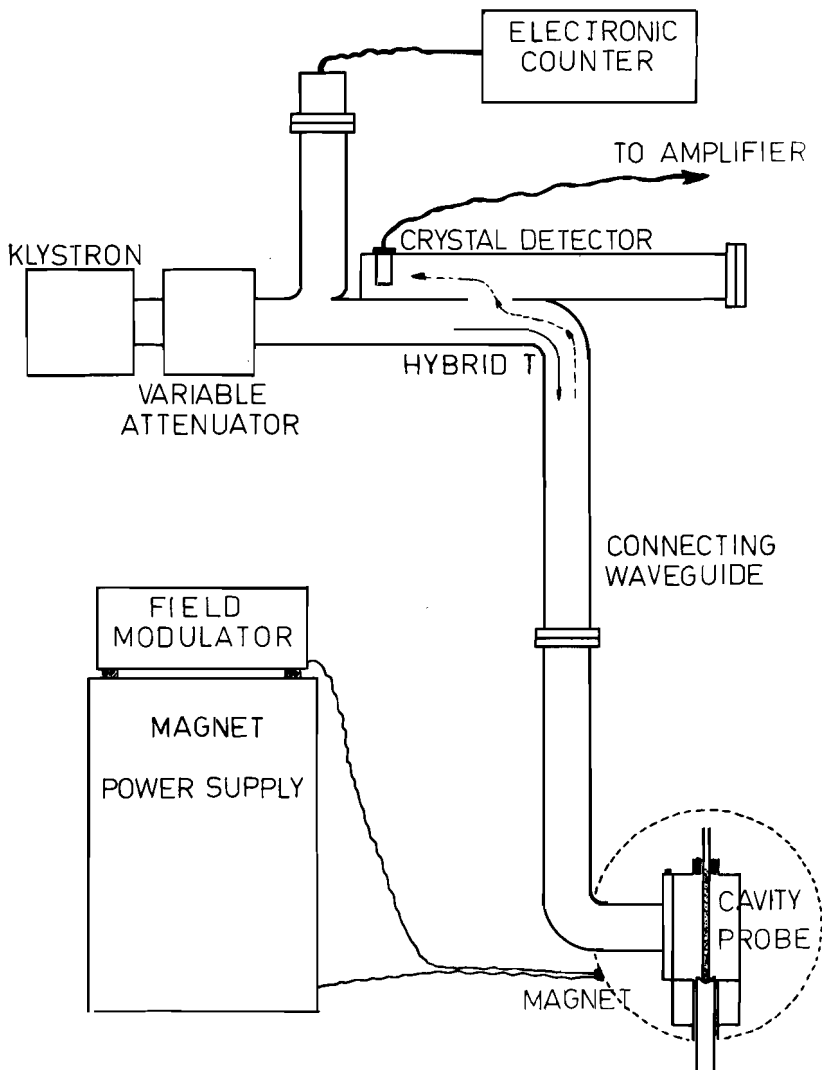 ELECTRONIC
COUNTER
TO AMPLIFIER
CRYSTAL DETECTOR
KLYSTRON
HYBRID T
VARIABLE
ATTENUATOR
CONNECTING
WAVEGUIDE
FIELD
MODULATOR
MAGNET
POWER SUPPLY
CAVITY
PROBE
MAGNET